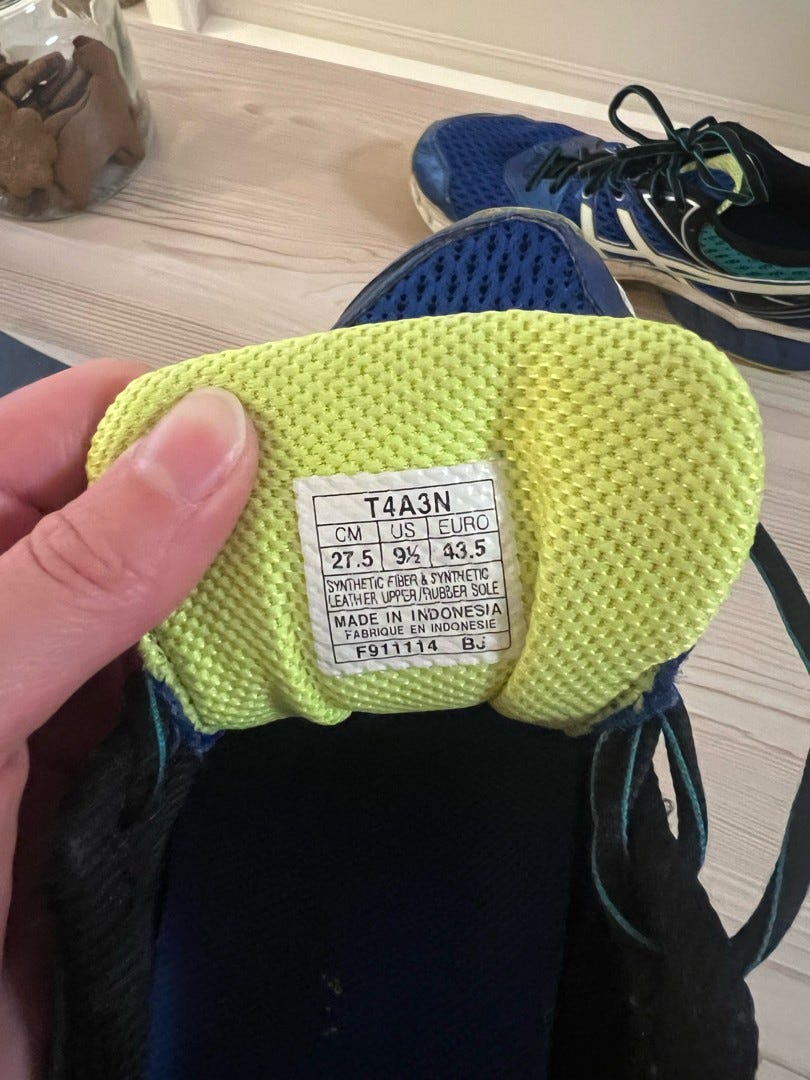 T4A3N
CM US EURO
27.5 9½ 43.5
SYNTHETIC FIBER & SYNTHETIC
LEATHER UPPER/RUBBER SOLE
MADE IN INDONESIA
FABRIQUE EN INDONESIE
F911114 BJ